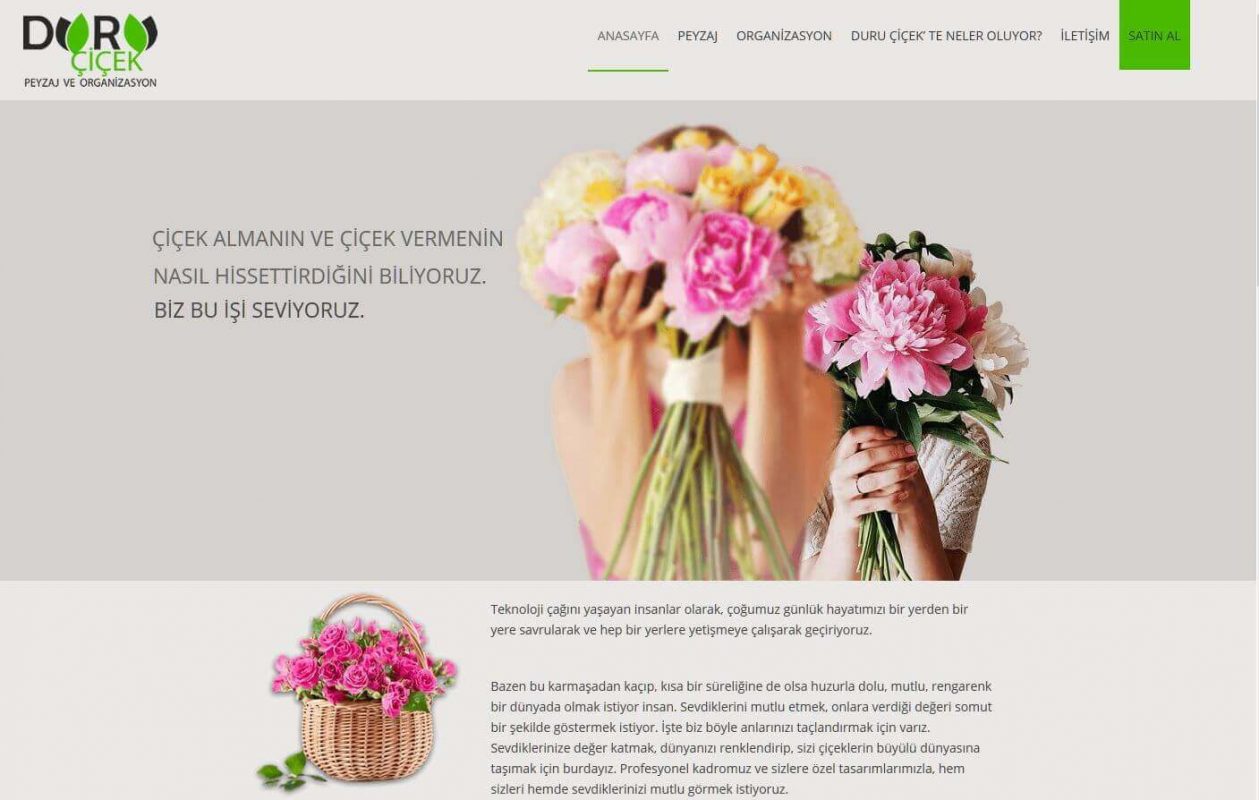 DURU
ÇİÇEK
PEYZAJ VE ORGANİZASYON
ANASAYFA
PEYZAJ
ORGANİZASYON
DURU ÇİÇEK' TE NELER OLUYOR?
İLETİŞİM
SATIN AL
ÇİÇEK ALMANIN VE ÇİÇEK VERMENİN
NASIL HİSSETTİRDİĞİNİ BİLİYORUZ.
BİZ BU İŞİ SEVİYORUZ.
Teknoloji çağını yaşayan insanlar olarak, çoğumuz günlük hayatımızı bir yerden bir
yere savrularak ve hep bir yerlere yetişmeye çalışarak geçiriyoruz.
Bazen bu karmaşadan kaçıp, kısa bir süreliğine de olsa huzurla dolu, mutlu, rengarenk
bir dünyada olmak istiyor insan. Sevdiklerini mutlu etmek, onlara verdiği değeri somut
bir şekilde göstermek istiyor. İşte biz böyle anlarınızı taçlandırmak için varız.
Sevdiklerinize değer katmak, dünyanızı renklendirip, sizi çiçeklerin büyülü dünyasına
taşımak için burdayız. Profesyonel kadromuz ve sizlere özel tasarımlarımızla, hem
sizleri hemde sevdiklerinizi mutlu görmek istiyoruz.